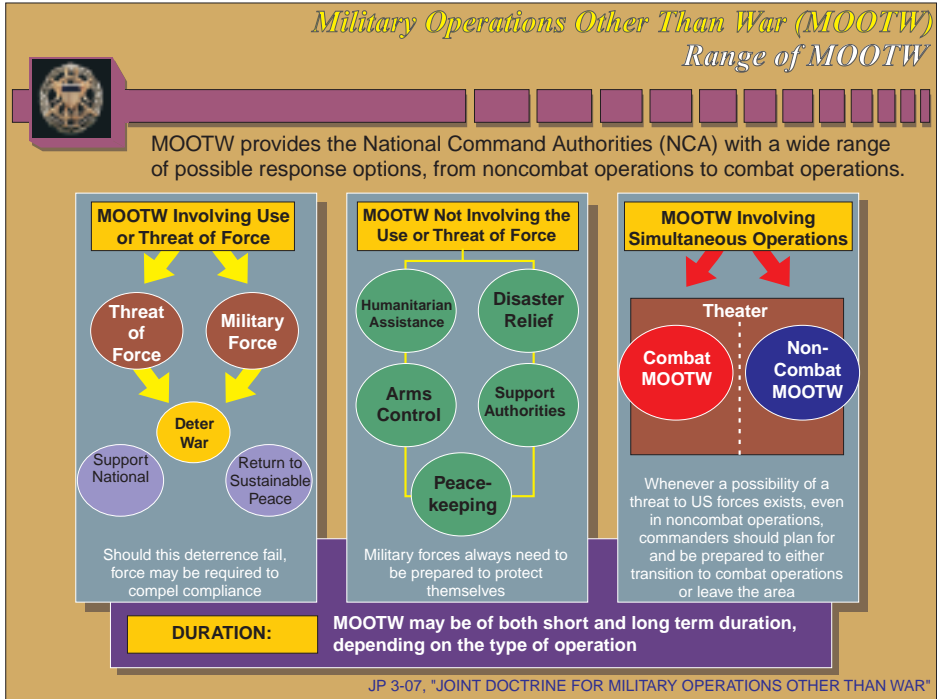 Military Operations Other Than War (MOOTW)
Range of MOOTW
MOOTW provides the National Command Authorities (NCA) with a wide range
of possible response options, from noncombat operations to combat operations.
MOOTW Involving Use
or Threat of Force
Threat
of
Force
Military
Force
Deter
War
Support
National
Return to
Sustainable
Peace
Should this deterrence fail,
force may be required to
compel compliance
MOOTW Not Involving the
Use or Threat of Force
Humanitarian
Assistance
Disaster
Relief
Arms
Control
Support
Authorities
Peace-
keeping
Military forces always need to
be prepared to protect
themselves
MOOTW Involving
Simultaneous Operations
Theater
Combat
MOOTW
Non-
Combat
MOOTW
Whenever a possibility of a
threat to US forces exists, even
in noncombat operations,
commanders should plan for
and be prepared to either
transition to combat operations
or leave the area
DURATION:
MOOTW may be of both short and long term duration,
depending on the type of operation
JP 3-07, "JOINT DOCTRINE FOR MILITARY OPERATIONS OTHER THAN WAR"